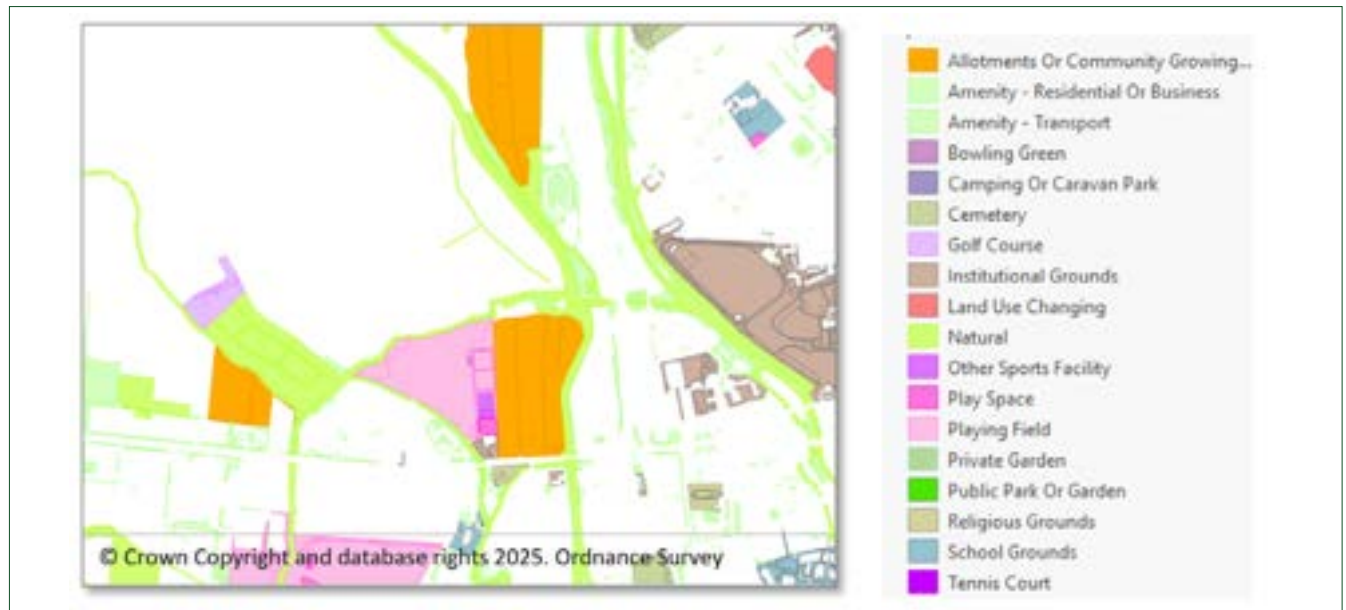 © Crown Copyright and database rights 2025. Ordnance Survey
Allotments Or Community Growing...
Amenity - Residential Or Business
Amenity - Transport
Bowling Green
Camping Or Caravan Park
Cemetery
Golf Course
Institutional Grounds
Land Use Changing
Natural
Other Sports Facility
Play Space
Playing Field
Private Garden
Public Park Or Garden
Religious Grounds
School Grounds
Tennis Court